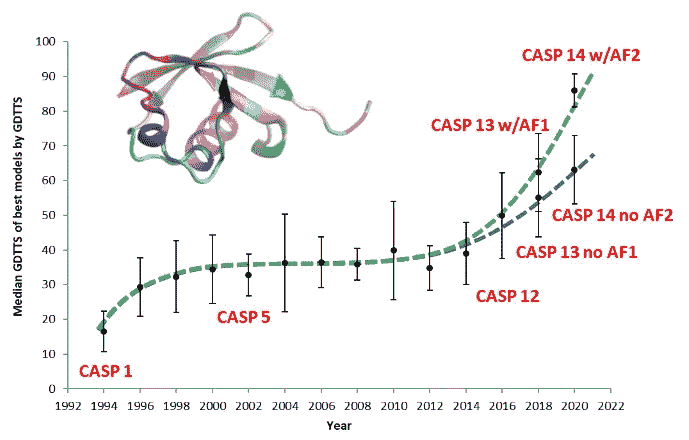 100
90
80
70
60
50
40
30
20
10
0
Median GDTTS of best models by GDTTS
CASP 14 w/AF2
CASP 13 w/AF1
CASP 14 no AF2
CASP 13 no AF1
CASP 12
CASP 5
CASP 1
1992 1994 1996 1998 2000 2002 2004 2006 2008 2010 2012 2014 2016 2018 2020 2022
Year